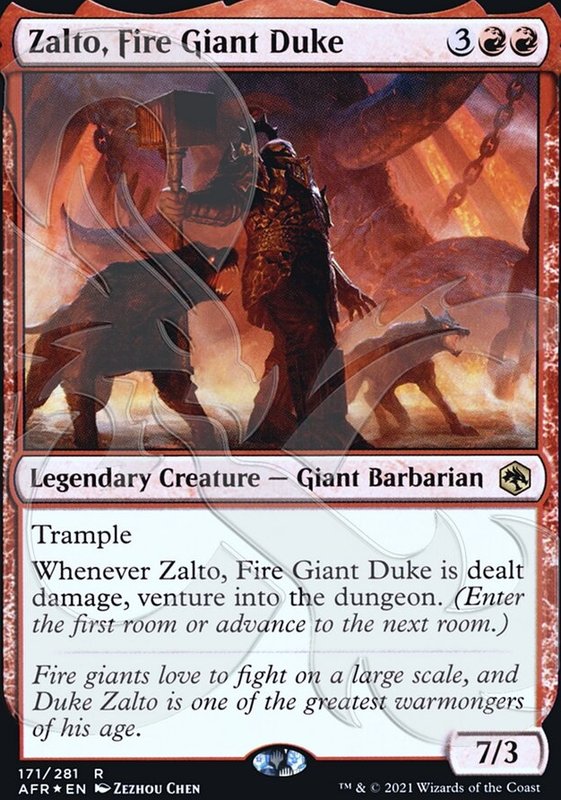 Zalto, Fire Giant Duke 3
Legendary Creature — Giant Barbarian
Trample
Whenever Zalto, Fire Giant Duke is dealt
damage, venture into the dungeon. (Enter
the first room or advance to the next room.)
Fire giants love to fight on a large scale, and
Duke Zalto is one of the greatest warmongers
of his age.
7/3
171/281 R
AFR★EN Zezhou Chen
™ & © 2021 Wizards of the Coast